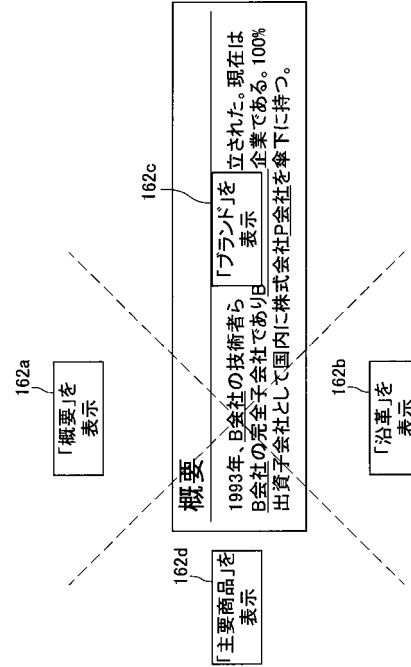 162a
「概要」を
表示
162d
「主要商品」を
表示
162c
「ブランド」を
表示
概要
1993年、B会社の技術者ら
立された。現在は
B会社の完全子会社でありB
企業である。100%
出資子会社として国内に株式会社P会社を傘下に持つ。
162b
「沿革」を
表示